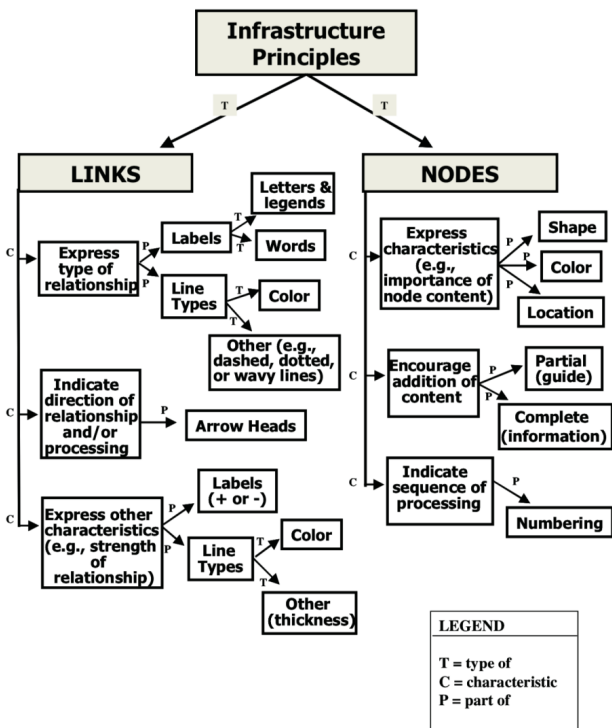 Infrastructure
Principles
T
T
LINKS
C
Express
type of
relationship
P
P
Labels
T
T
Letters &
legends
Words
Line
Types
T
T
Color
Other (e.g.,
dashed, dotted,
or wavy lines)
C
Indicate
direction of
relationship
and/or
processing
P
Arrow Heads
C
Express other
characteristics
(e.g., strength
of
relationship)
P
P
Labels
(+ or -)
Line
Types
T
T
Color
Other
(thickness)
NODES
C
Express
characteristics
(e.g.,
importance of
node content)
P
P
P
Shape
Color
Location
C
Encourage
addition of
content
P
P
Partial
(guide)
Complete
(information)
C
Indicate
sequence of
processing
P
Numbering
LEGEND
T = type of
C = characteristic
P = part of